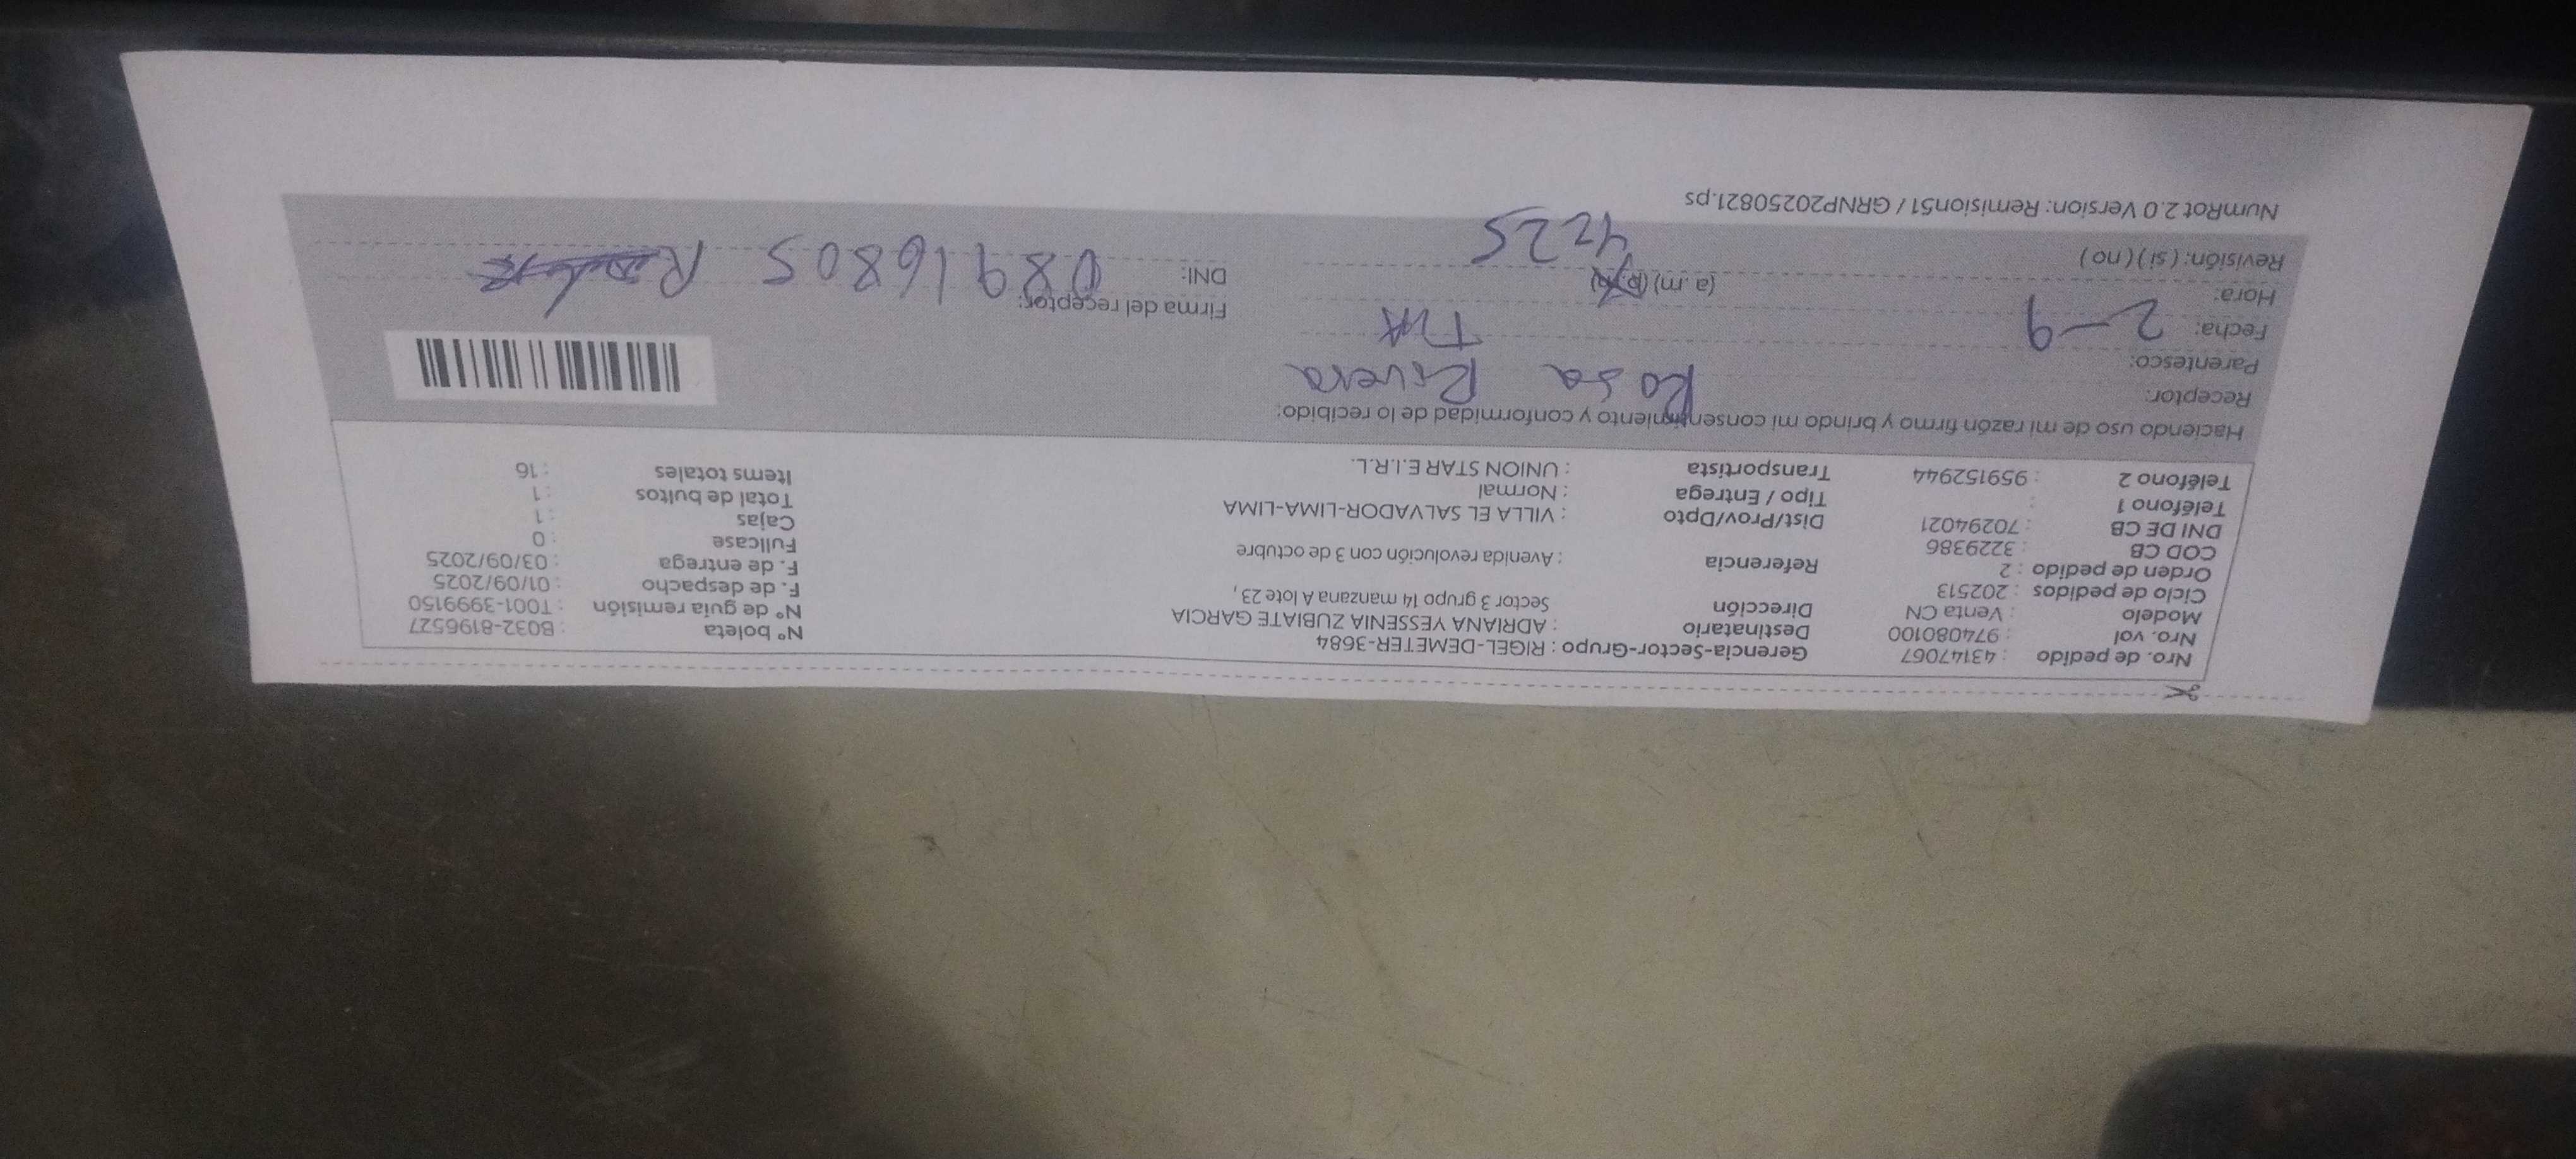 Nro. de pedido : 43147067 Gerencia-Sector-Grupo : RIGEL-DEMETER-3684 N° boleta : B032-8196527
Nro. vol : 974080100 Destinatario : ADRIANA YESSENIA ZUBIATE GARCIA N° de guía remisión : T001-3999150
Modelo : Venta CN Dirección Sector 3 grupo 14 manzana A lote 23 , F. de despacho : 01/09/2025
Ciclo de pedidos : 202513 F. de entrega : 03/09/2025
Orden de pedido : 2 Referencia : Avenida revolución con 3 de octubre Fullcase : 0
COD CB : 3229386 Dist/Prov/Dpto : VILLA EL SALVADOR-LIMA-LIMA Cajas : 1
DNI DE CB : 70294021 Tipo / Entrega : Normal Total de bultos : 1
Teléfono 1 : Transportista : UNION STAR E.I.R.L. Items totales : 16
Teléfono 2 : 959152944
Haciendo uso de mi razón firmo y brindo mi consentimiento y conformidad de lo recibido:
Receptor: Rosa Rivera
Parentesco: TIA
Fecha: 2-9 Firma del receptor:
Hora: 4:25 (a.m) (p.m) DNI: 08916805
Revisión: ( si ) ( no )
NumRot 2.0 Version: Remision51 / GRNP20250821.ps